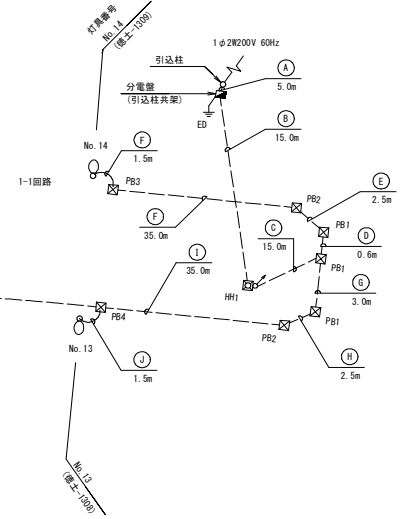 灯具番号
No.14
(徳土-1309)
1φ2W200V 60Hz
引込柱
A
5.0m
分電盤
(引込柱共架)
ED
B
15.0m
No.14
F
1.5m
1-1回路
PB3
E
2.5m
PB2
F
35.0m
PB1
C
15.0m
D
0.6m
I
35.0m
PB1
HH1
G
3.0m
PB4
PB1
PB2
No.13
J
1.5m
H
2.5m
No.13
(徳土-1308)